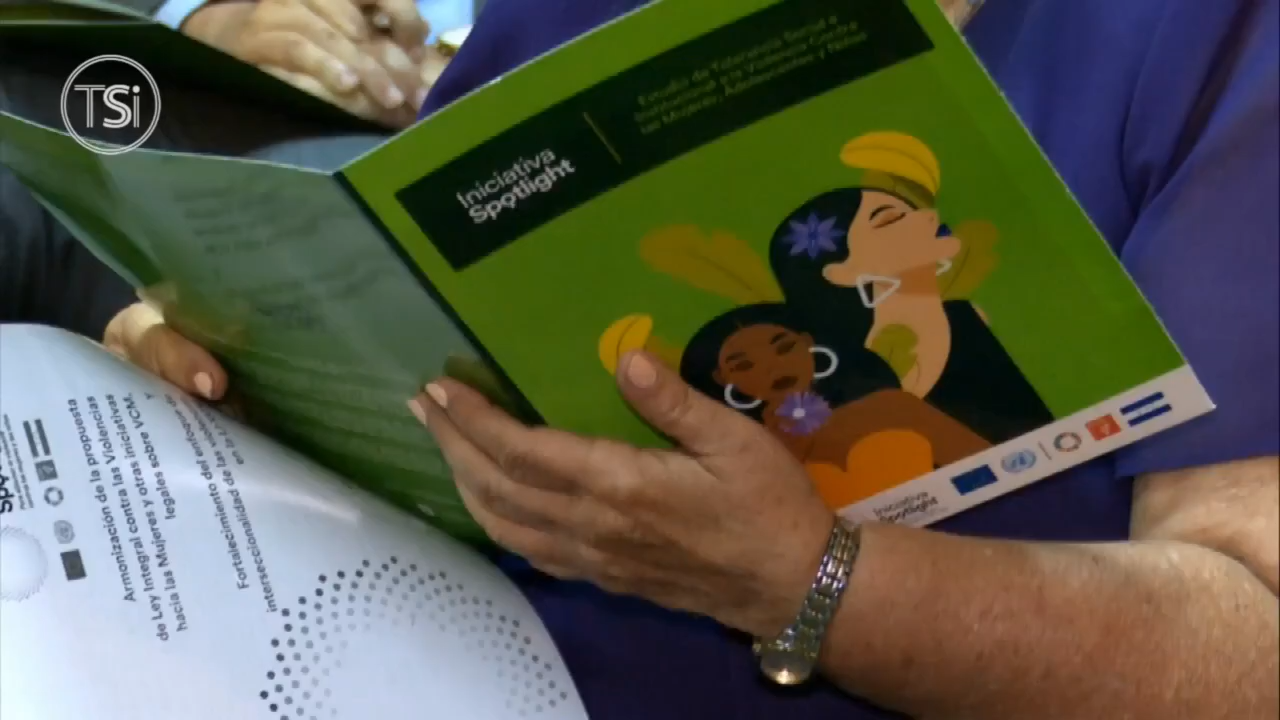 TSi
Iniciativa
Spotlight
Estudio de Tolerancia Social e
Institucional a la Violencia Contra
las Mujeres, Adolescentes y Niñas
Iniciativa
Spotlight
Armonización de la Propuesta
de Ley Integral contra las Violencias
hacia las Mujeres y otras iniciativas
legales sobre VCM.
Fortalecimiento del enfoque
interseccionalidad de las